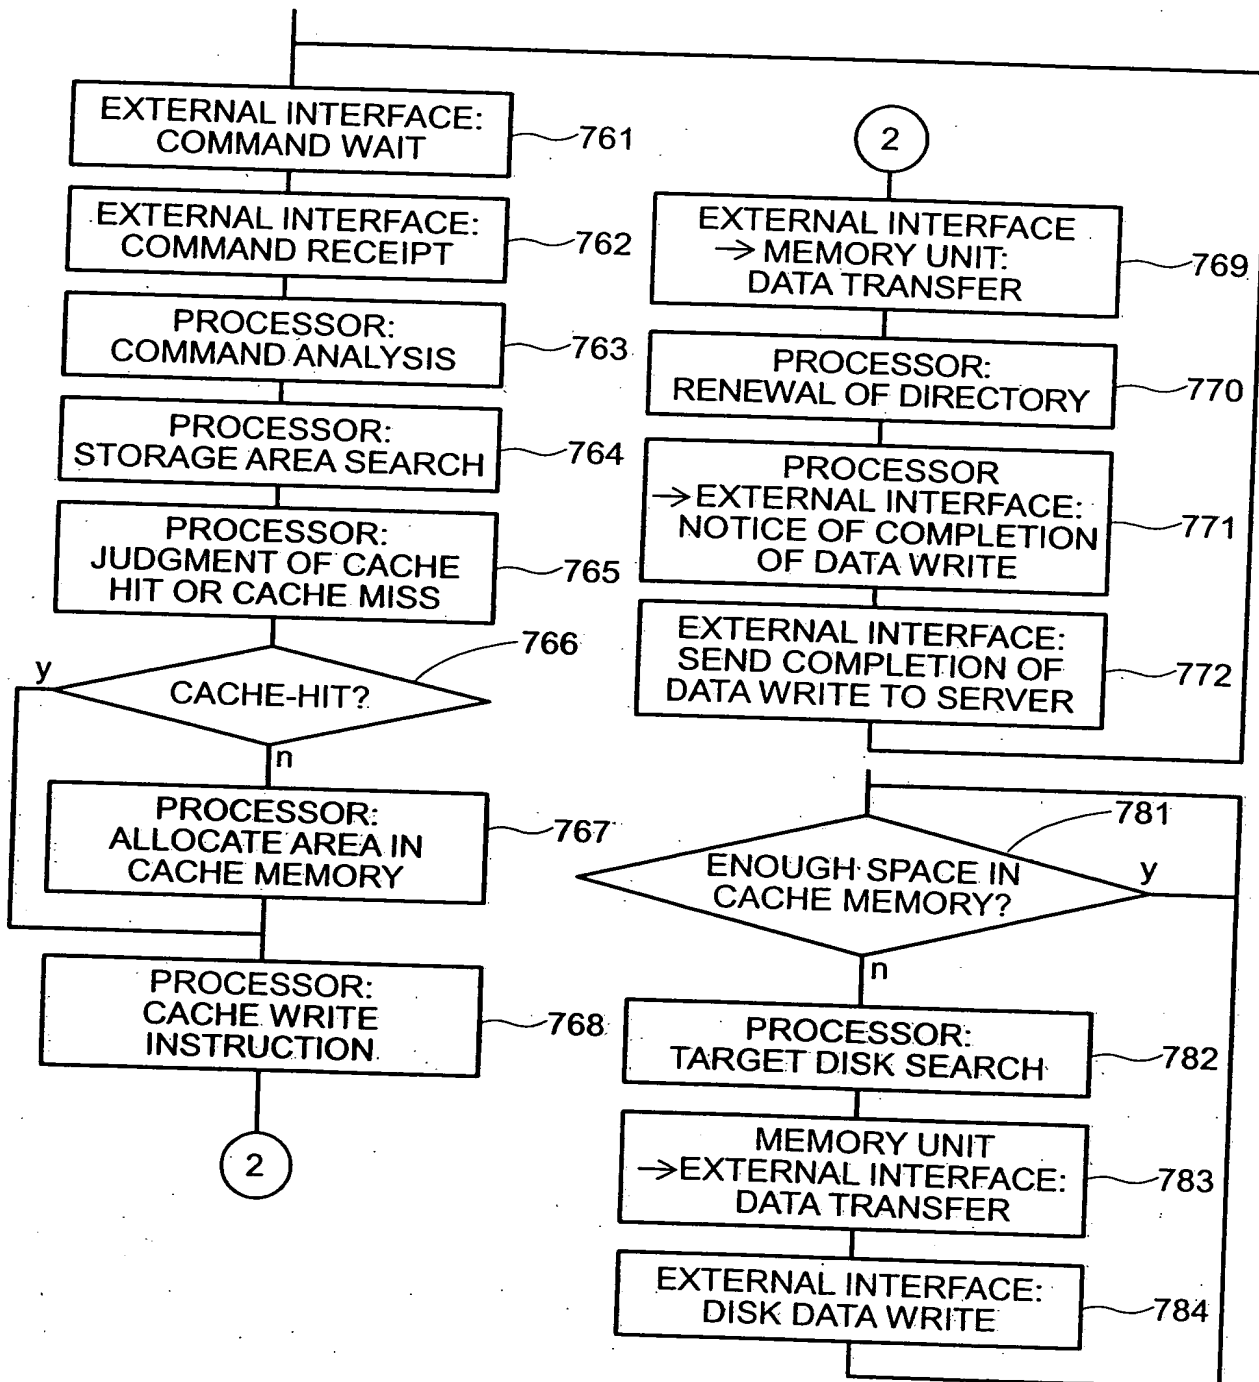 EXTERNAL INTERFACE:
COMMAND WAIT
761
EXTERNAL INTERFACE:
COMMAND RECEIPT
762
PROCESSOR:
COMMAND ANALYSIS
763
PROCESSOR:
STORAGE AREA SEARCH
764
PROCESSOR:
JUDGMENT OF CACHE
HIT OR CACHE MISS
765
766
y
CACHE-HIT?
n
PROCESSOR:
ALLOCATE AREA IN
CACHE MEMORY
767
PROCESSOR:
CACHE WRITE
INSTRUCTION
768
2
2
EXTERNAL INTERFACE
→ MEMORY UNIT:
DATA TRANSFER
769
PROCESSOR:
RENEWAL OF DIRECTORY
770
PROCESSOR
→ EXTERNAL INTERFACE:
NOTICE OF COMPLETION
OF DATA WRITE
771
EXTERNAL INTERFACE:
SEND COMPLETION OF
DATA WRITE TO SERVER
772
781
ENOUGH SPACE IN
CACHE MEMORY?
y
n
PROCESSOR:
TARGET DISK SEARCH
782
MEMORY UNIT
→ EXTERNAL INTERFACE:
DATA TRANSFER
783
EXTERNAL INTERFACE:
DISK DATA WRITE
784